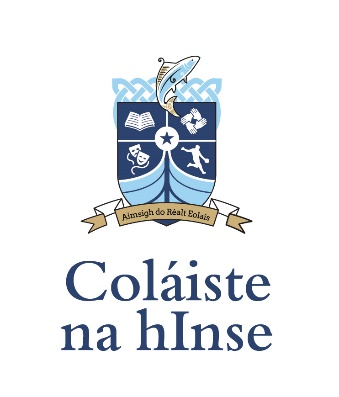 Aimsigh do Réalt Eolais
Coláiste
na hInse